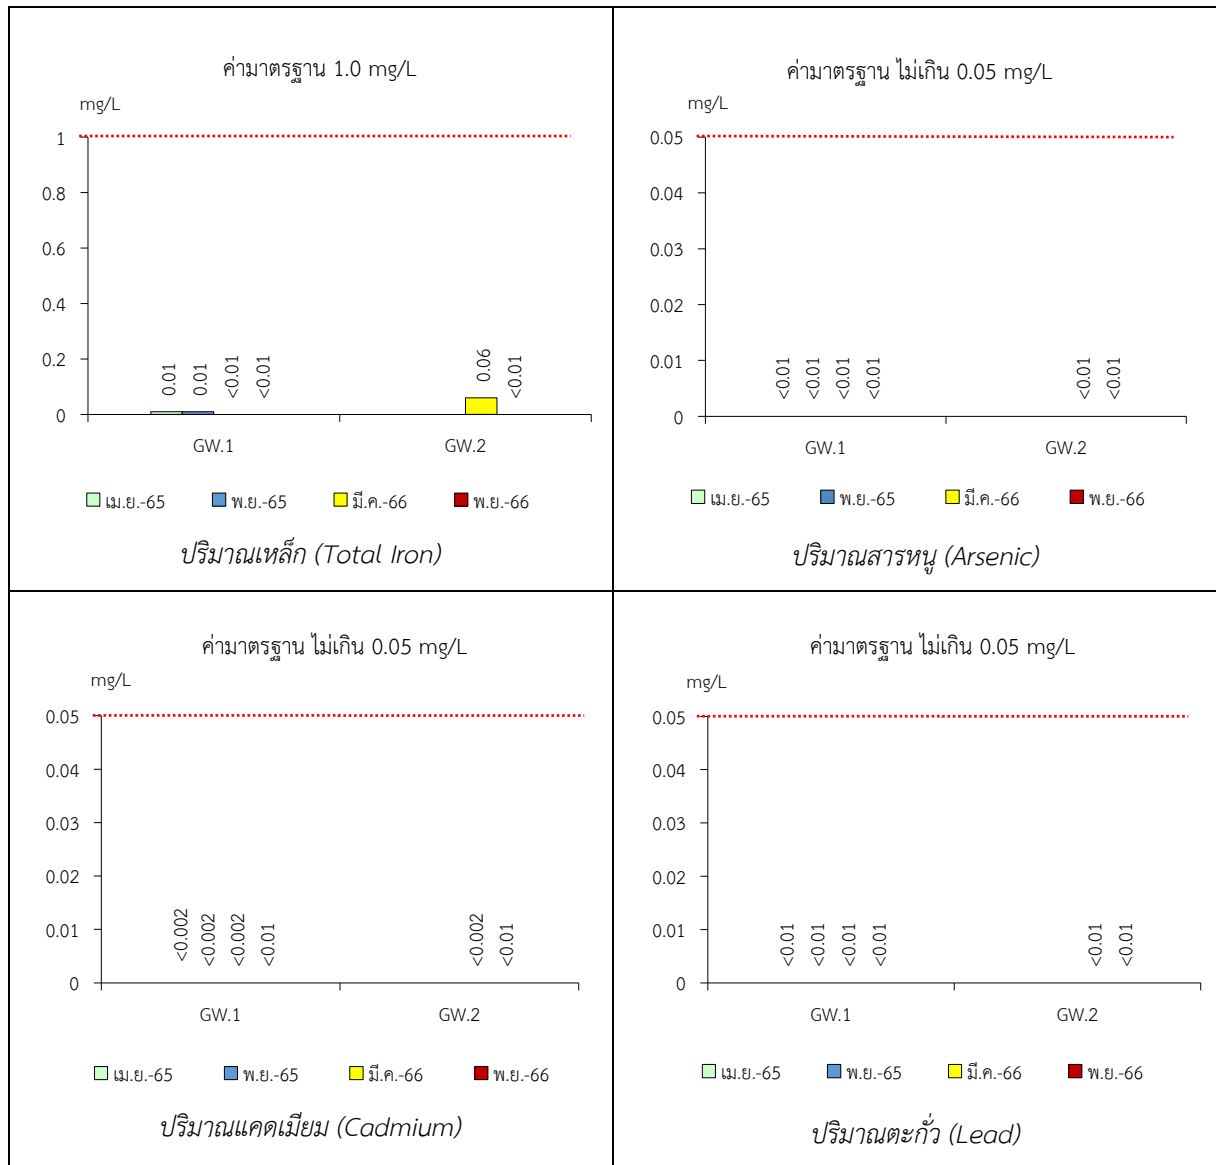 ค่ามาตรฐาน 1.0 mg/L
mg/L
1
0.8
0.6
0.4
0.2
0
0.01 0.01 <0.01 <0.01 0.06 <0.01
GW.1 GW.2
เม.ย.-65 พ.ย.-65 มี.ค.-66 พ.ย.-66
ปริมาณเหล็ก (Total Iron)
ค่ามาตรฐาน ไม่เกิน 0.05 mg/L
mg/L
0.05
0.04
0.03
0.02
0.01
0
<0.01 <0.01 <0.01 <0.01 <0.01 <0.01
GW.1 GW.2
เม.ย.-65 พ.ย.-65 มี.ค.-66 พ.ย.-66
ปริมาณสารหนู (Arsenic)
ค่ามาตรฐาน ไม่เกิน 0.05 mg/L
mg/L
0.05
0.04
0.03
0.02
0.01
0
<0.002 <0.002 <0.002 <0.01 <0.002 <0.01
GW.1 GW.2
เม.ย.-65 พ.ย.-65 มี.ค.-66 พ.ย.-66
ปริมาณแคดเมียม (Cadmium)
ค่ามาตรฐาน ไม่เกิน 0.05 mg/L
mg/L
0.05
0.04
0.03
0.02
0.01
0
<0.01 <0.01 <0.01 <0.01 <0.01 <0.01
GW.1 GW.2
เม.ย.-65 พ.ย.-65 มี.ค.-66 พ.ย.-66
ปริมาณตะกั่ว (Lead)